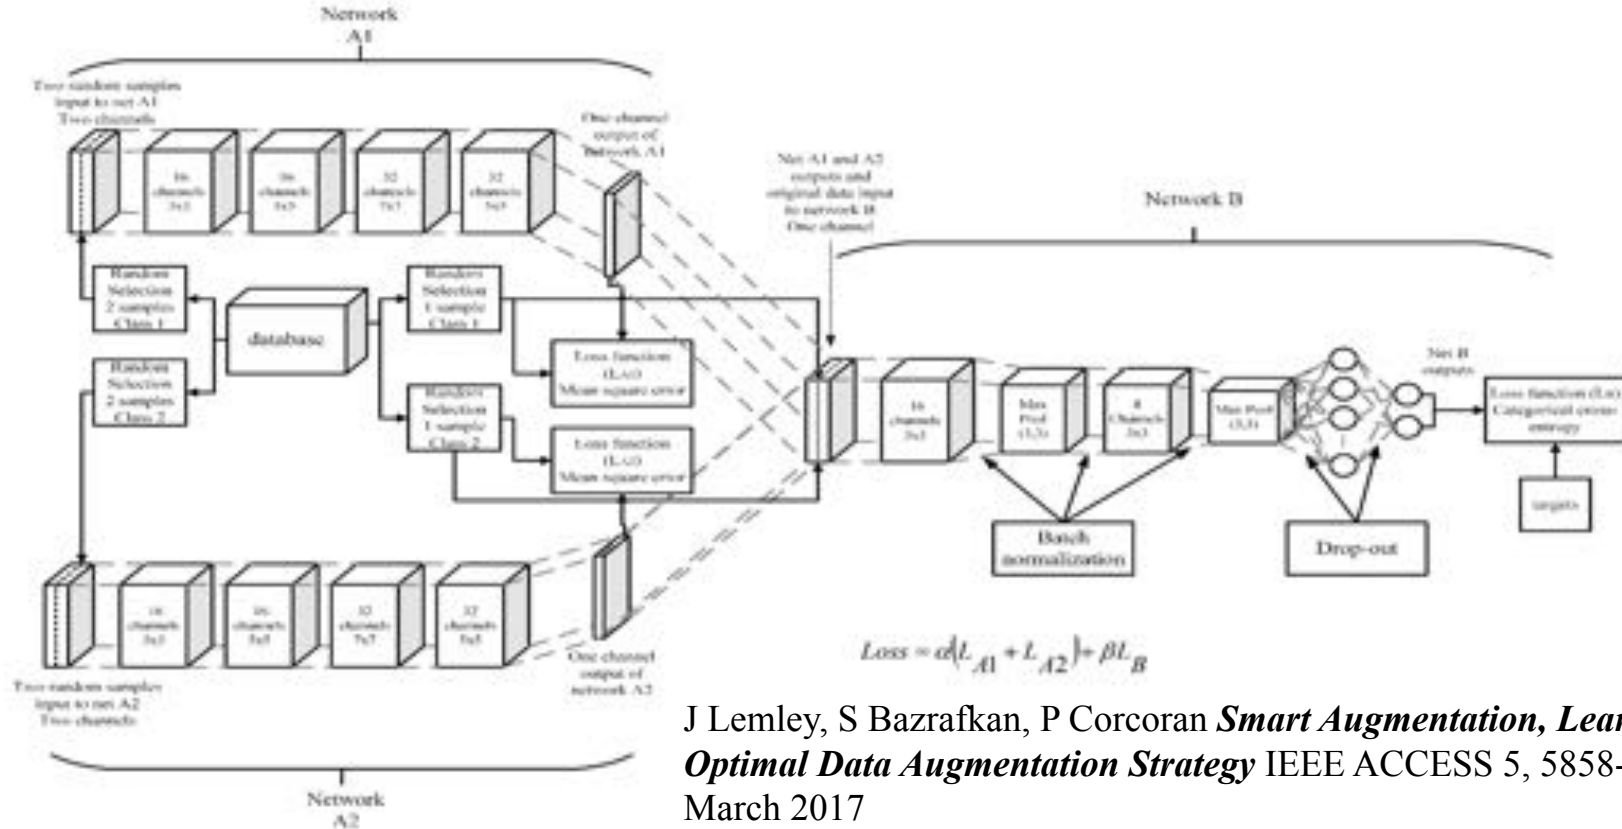 Network
A1
Two random samples
input to net A1
Two channels
One channel
output of
Network A1
16
channels
3x3
16
channels
5x5
32
channels
7x7
32
channels
5x5
Net A1 and A2
outputs and
original data input
to network B
One channel
Network B
Random
Selection
2 samples
Class 1
database
Random
Selection
1 sample
Class 1
Random
Selection
2 samples
Class 2
Random
Selection
1 sample
Class 2
Loss function
Mean square error
Loss function
Mean square error
16
channels
3x3
Max
Pool
(3,3)
8
Channels
3x3
Max Pool
(3,3)
Net B
outputs
Loss function
Categorical cross-
entropy
targets
Batch
normalization
Drop-out
16
channels
3x3
16
channels
5x5
32
channels
7x7
32
channels
5x5
Two random samples
input to net A2
Two channels
One channel
output of
network A2
Network
A2
Loss = α(L_A1 + L_A2) + βL_B
J Lemley, S Bazrafkan, P Corcoran Smart Augmentation,
Optimal Data Augmentation Strategy IEEE ACCESS 5, 5858-
March 2017